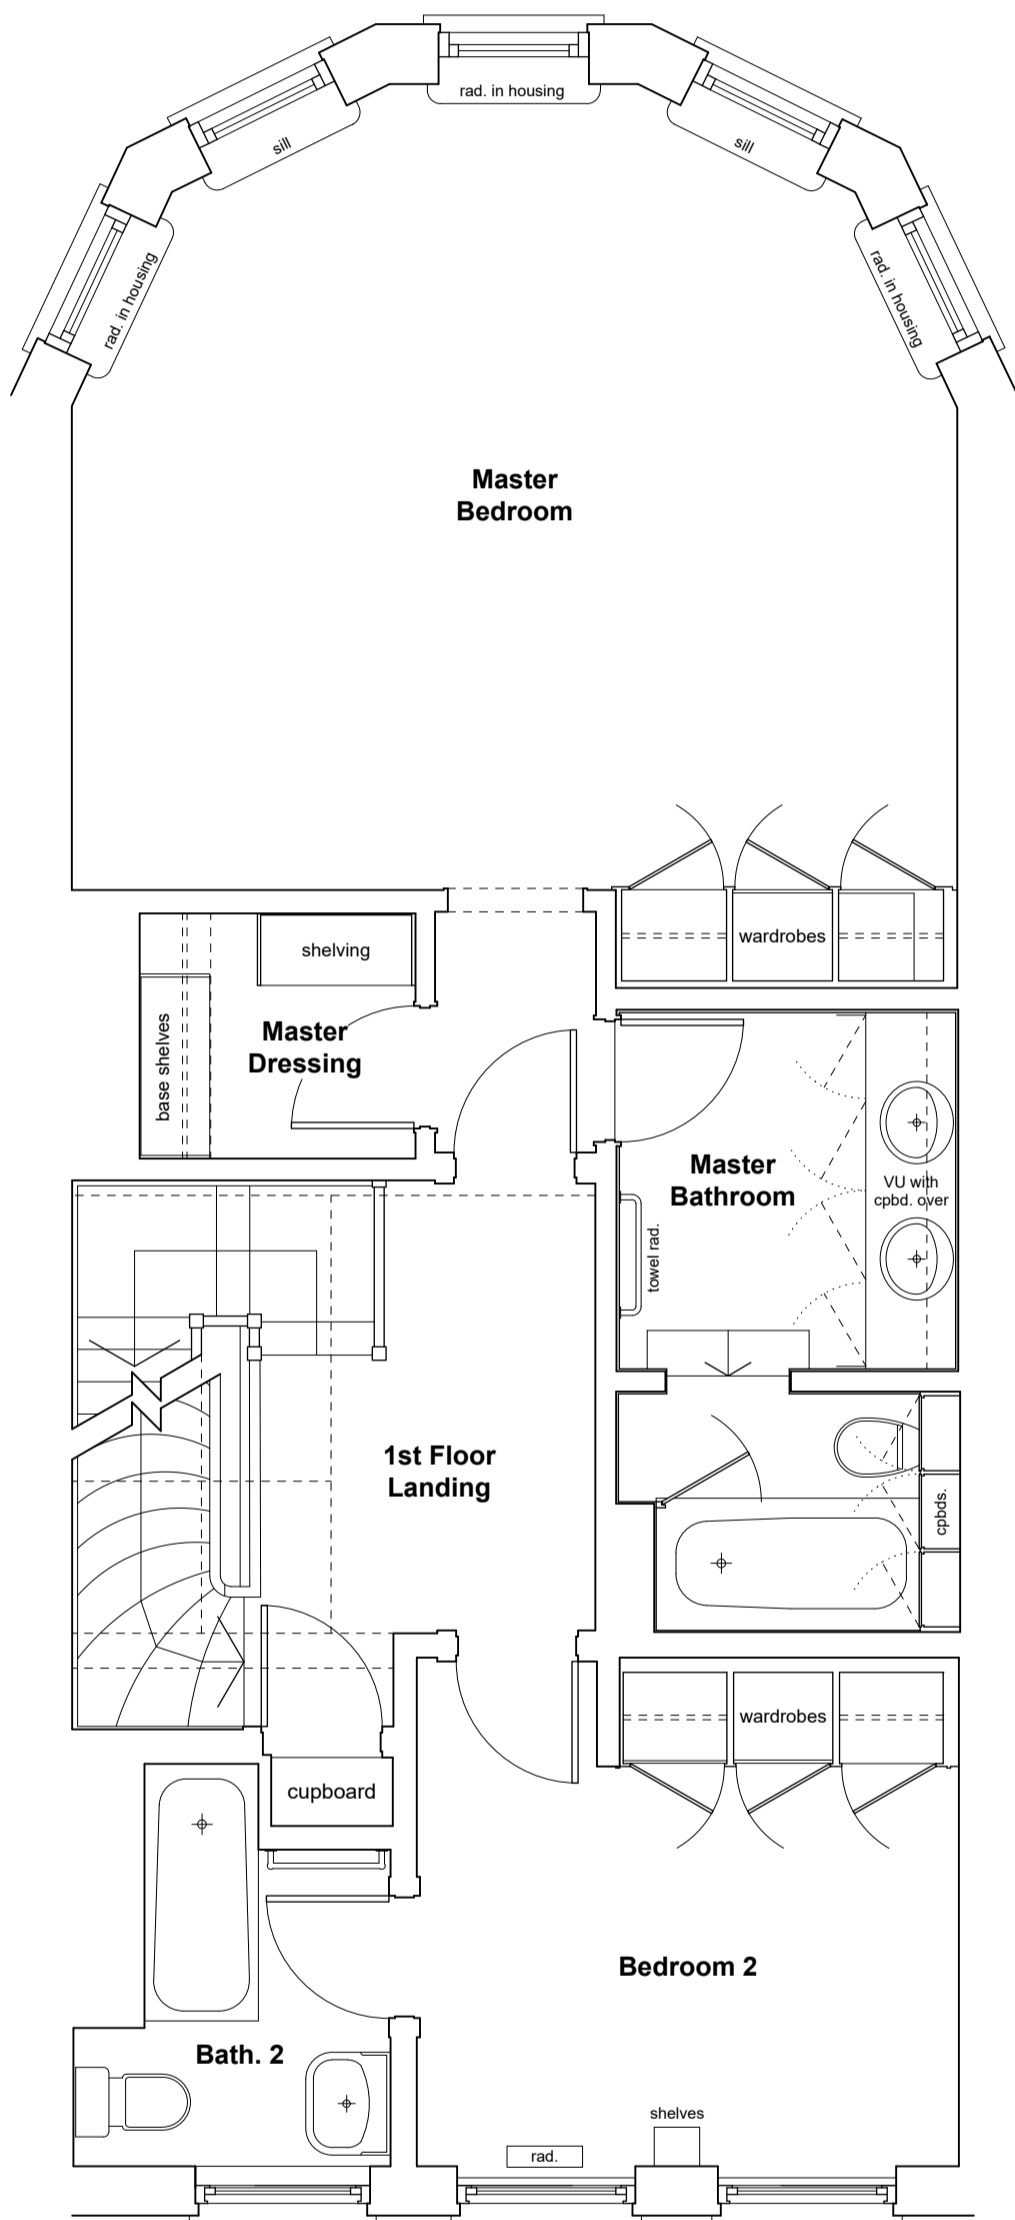 rad. in housing
sill
sill
rad. in housing
rad. in housing
Master
Bedroom
wardrobes
shelving
base shelves
Master
Dressing
Master
Bathroom
VU with
cpbd. over
towel rad.
1st Floor
Landing
cpbds.
wardrobes
cupboard
Bedroom 2
Bath. 2
shelves
rad.